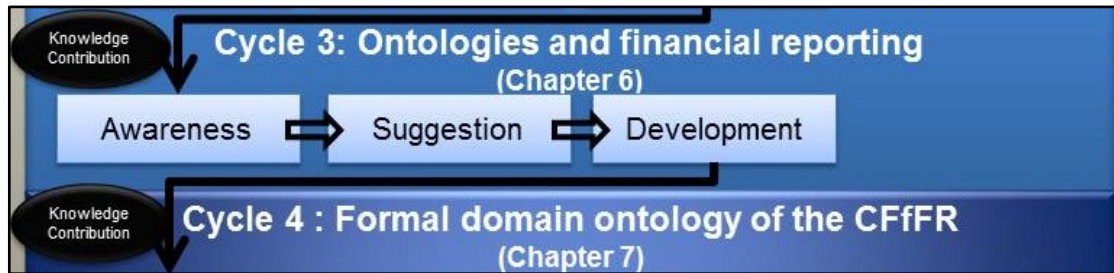 Knowledge
Contribution
Cycle 3: Ontologies and financial reporting
(Chapter 6)
Awareness
Suggestion
Development
Knowledge
Contribution
Cycle 4 : Formal domain ontology of the CFfFR
(Chapter 7)